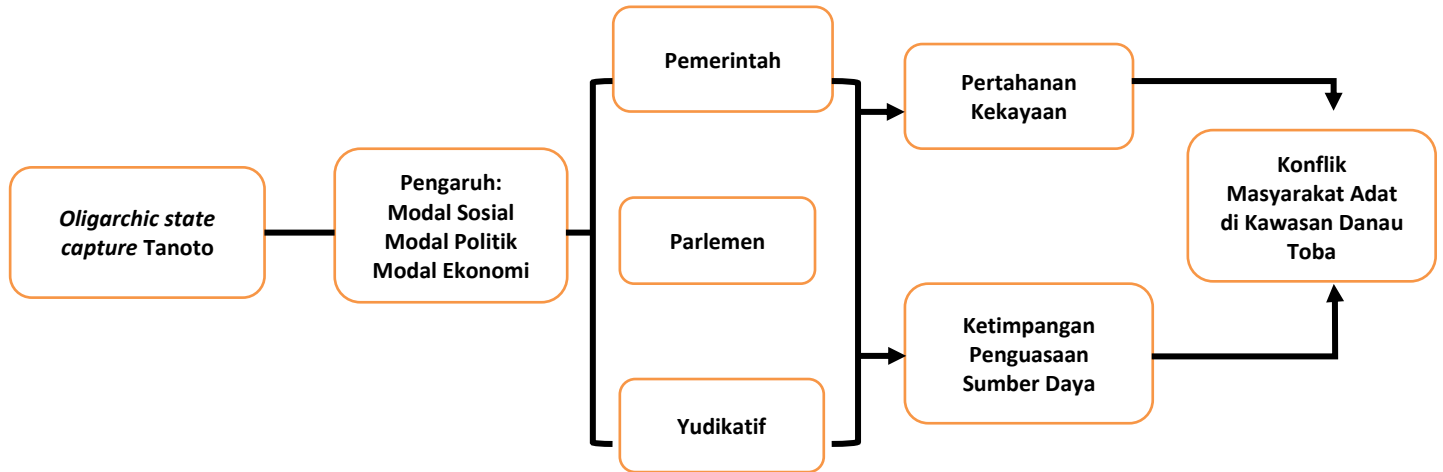 Oligarchic state
capture Tanoto
Pengaruh:
Modal Sosial
Modal Politik
Modal Ekonomi
Pemerintah
Parlemen
Yudikatif
Pertahanan
Kekayaan
Ketimpangan
Penguasaan
Sumber Daya
Konflik
Masyarakat Adat
di Kawasan Danau
Toba